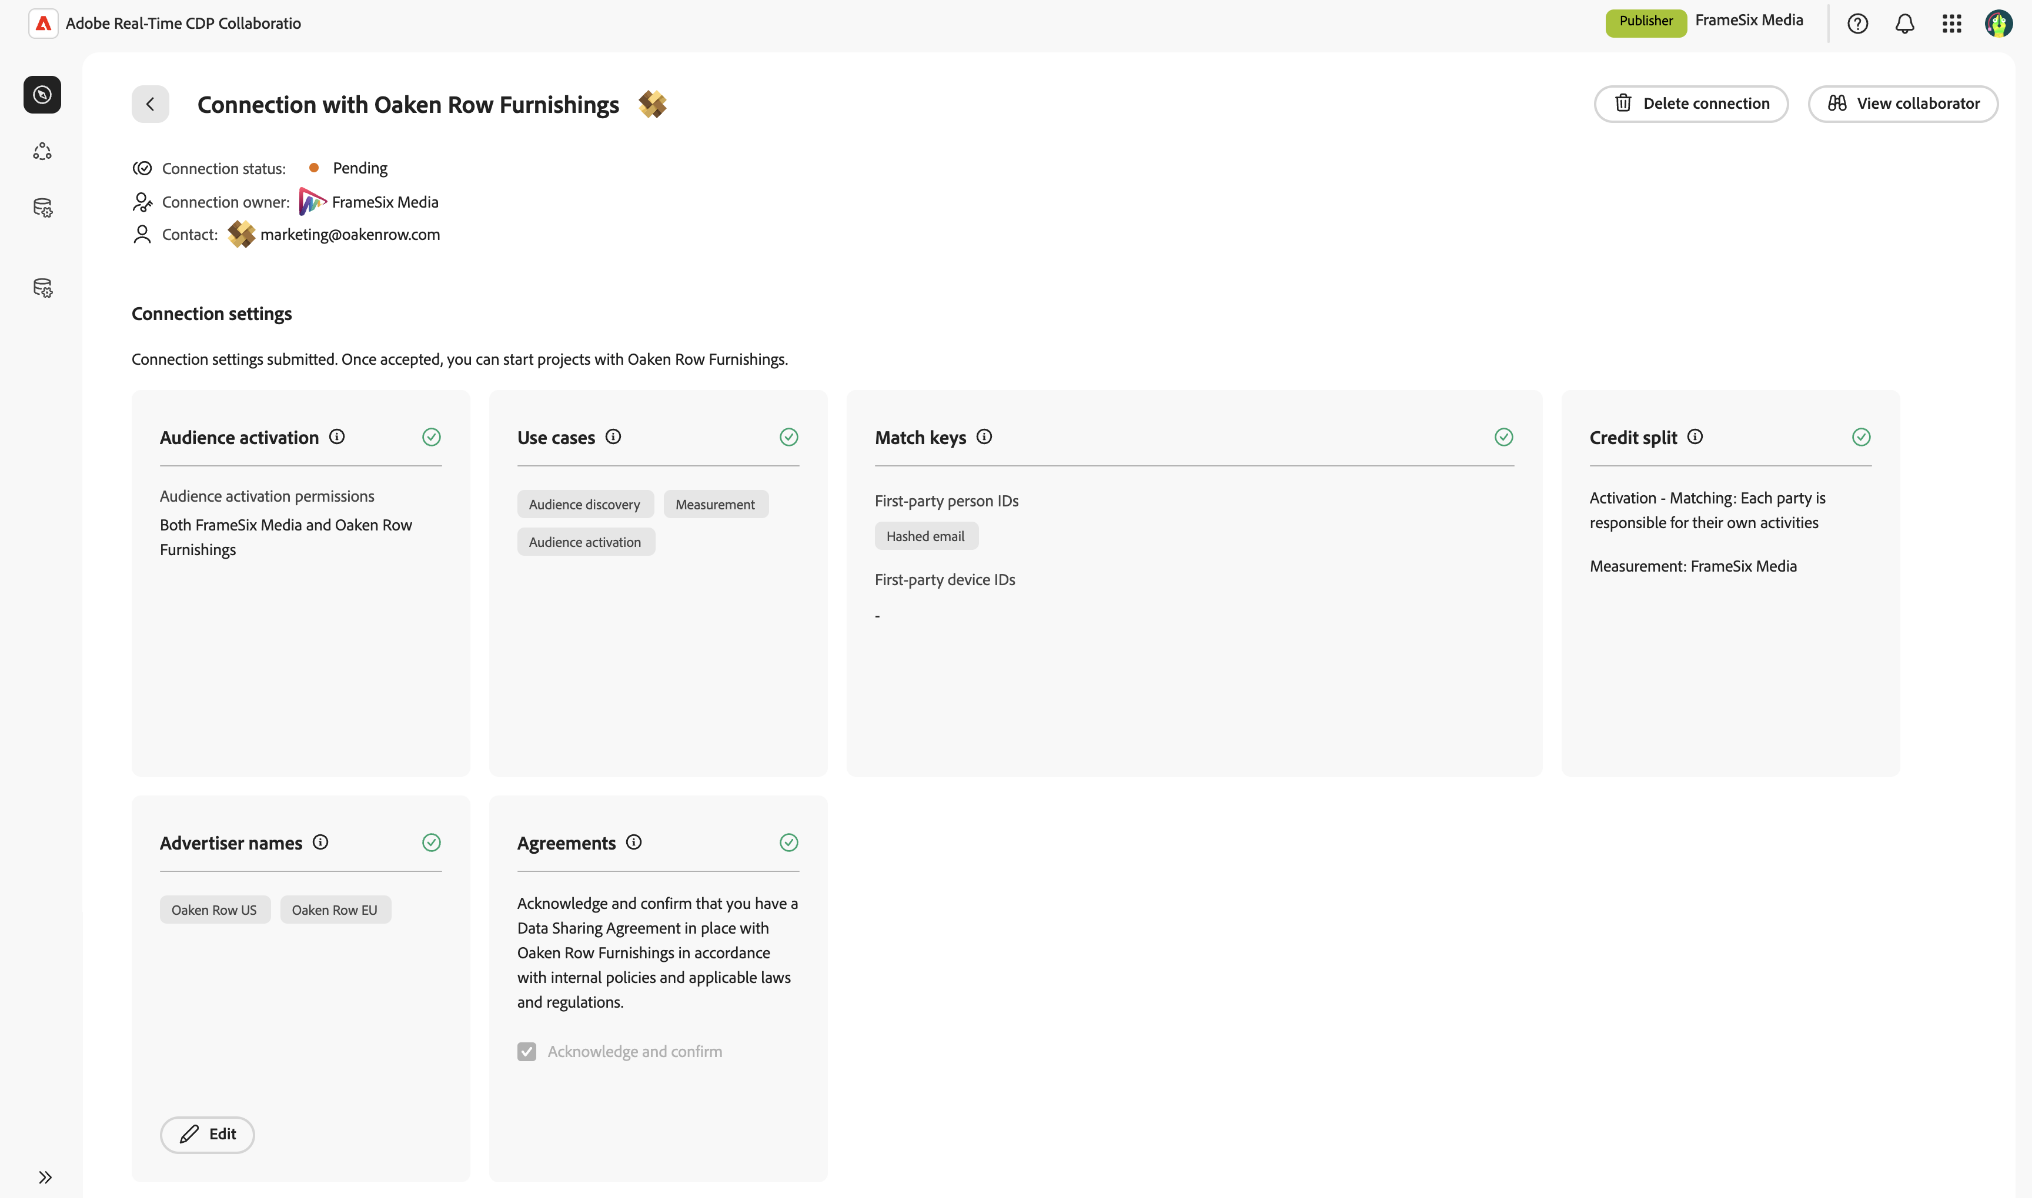 Adobe Real-Time CDP Collaboratio
Publisher
FrameSix Media
Connection with Oaken Row Furnishings
Delete connection
View collaborator
Connection status: Pending
Connection owner: FrameSix Media
Contact: marketing@oakenrow.com
Connection settings
Connection settings submitted. Once accepted, you can start projects with Oaken Row Furnishings.
Audience activation
Audience activation permissions
Both FrameSix Media and Oaken Row
Furnishings
Use cases
Audience discovery
Measurement
Audience activation
Match keys
First-party person IDs
Hashed email
First-party device IDs
-
Credit split
Activation - Matching: Each party is
responsible for their own activities
Measurement: FrameSix Media
Advertiser names
Oaken Row US
Oaken Row EU
Edit
Agreements
Acknowledge and confirm that you have a
Data Sharing Agreement in place with
Oaken Row Furnishings in accordance
with internal policies and applicable laws
and regulations.
Acknowledge and confirm